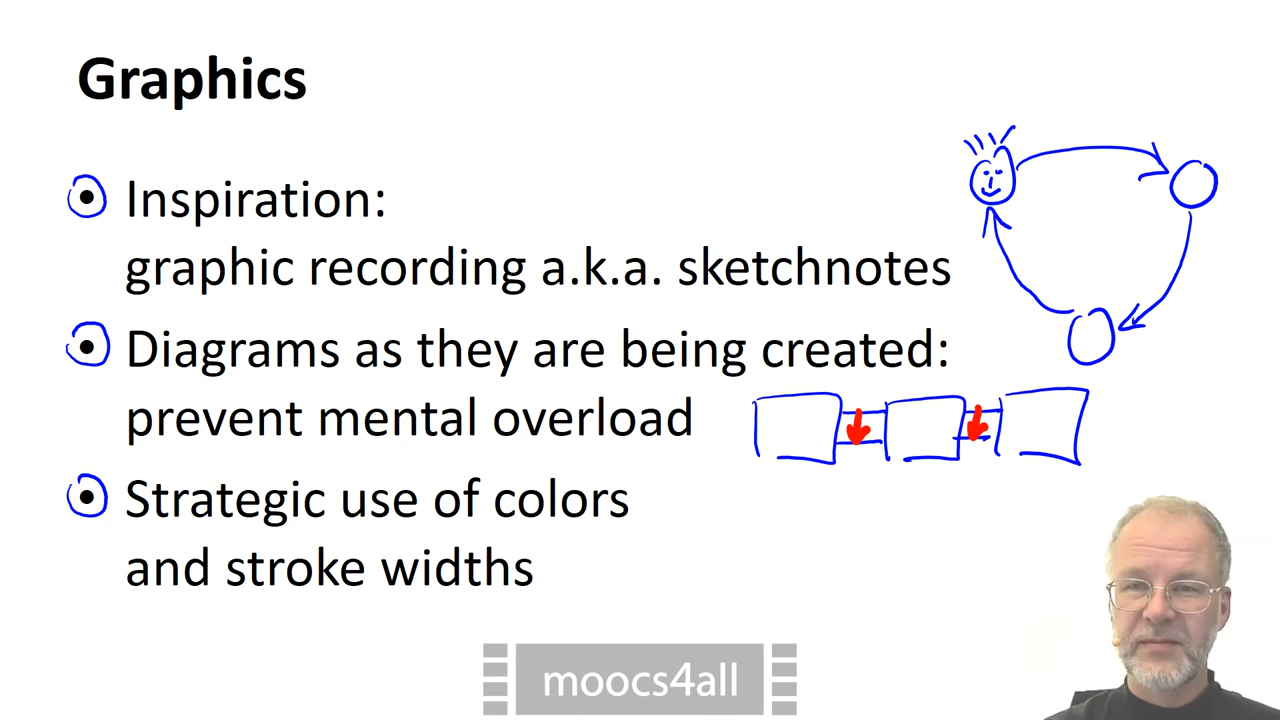 Graphics
• Inspiration:
graphic recording a.k.a. sketchnotes
• Diagrams as they are being created:
prevent mental overload
• Strategic use of colors
and stroke widths
moocs4all